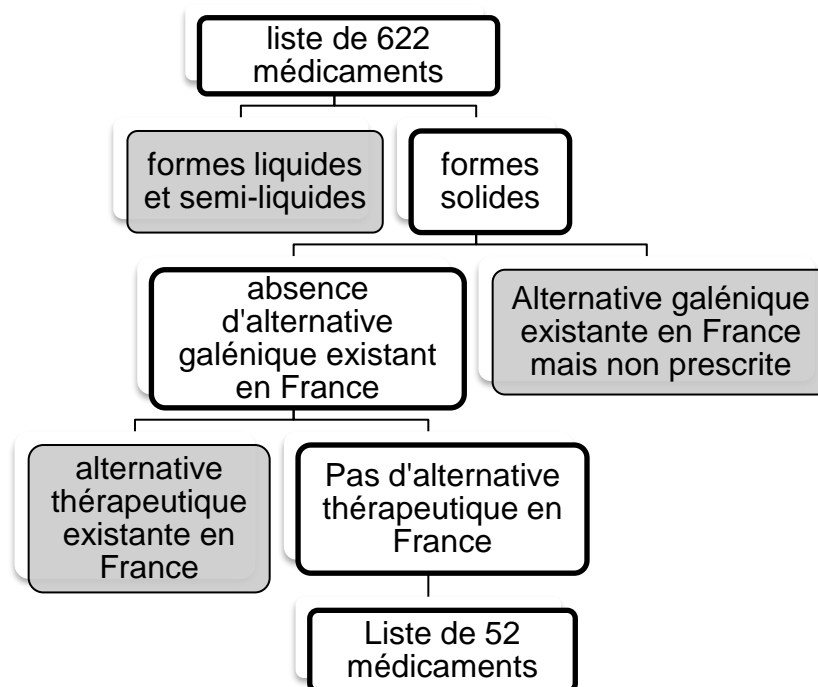 liste de 622
médicaments
formes liquides
et semi-liquides
formes
solides
absence
d'alternative
galénique existant
en France
Alternative galénique
existante en France
mais non prescrite
alternative
thérapeutique
existante en
France
Pas d'alternative
thérapeutique en
France
Liste de 52
médicaments